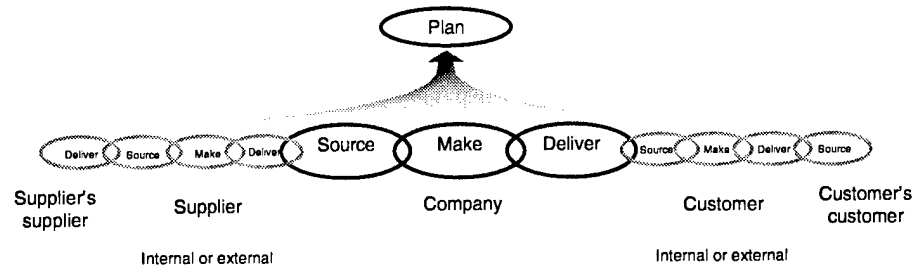 Plan
Deliver Source Make Deliver Source Make Deliver Source Make Deliver Source
Supplier's
supplier
Supplier
Company
Customer
Customer's
customer
Internal or external
Internal or external